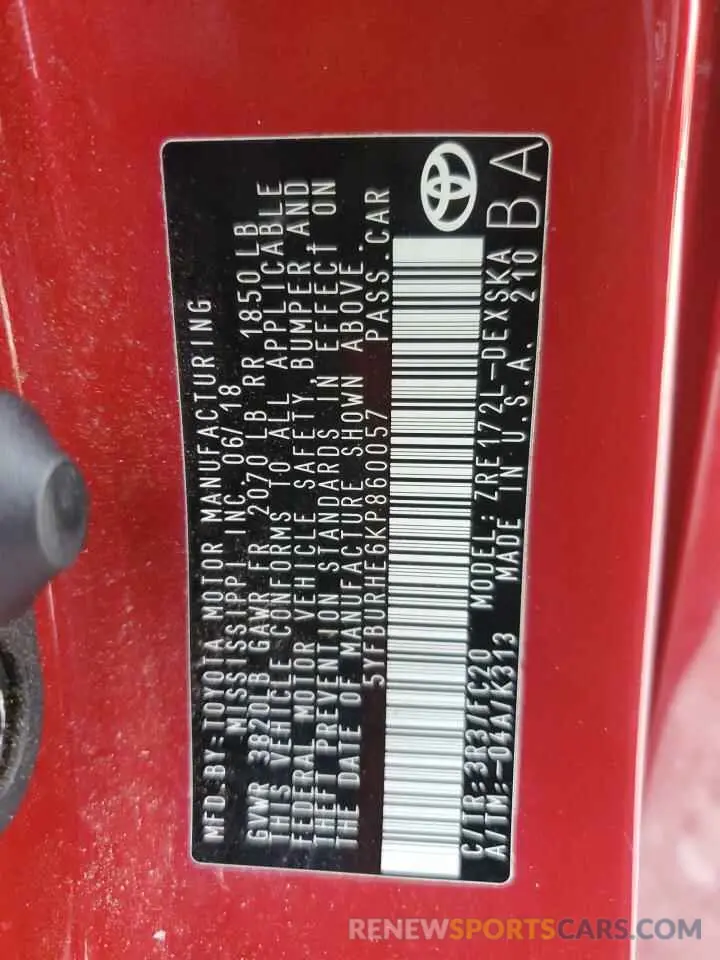 MFD.BY:TOYOTA MOTOR MANUFACTURING
MISSISSIPPI INC.06/18
GVWR 3820LB GAWR FR 2070 LB RR 1850LB
THIS VEHICLE CONFORMS TO ALL APPLICABLE
FEDERAL MOTOR VEHICLE SAFETY, BUMPER, AND
THEFT PREVENTION STANDARDS IN EFFECT ON
THE DATE OF MANUFACTURE SHOWN ABOVE.
5YFBURHE6KP860057 PASS.CAR
C/TR:3R3/FC20 MODEL:ZRE172L-DEXSKA
A/TM:-04A/K313 MADE IN U.S.A. 210
BA
RENEWSPORTSCARS.COM